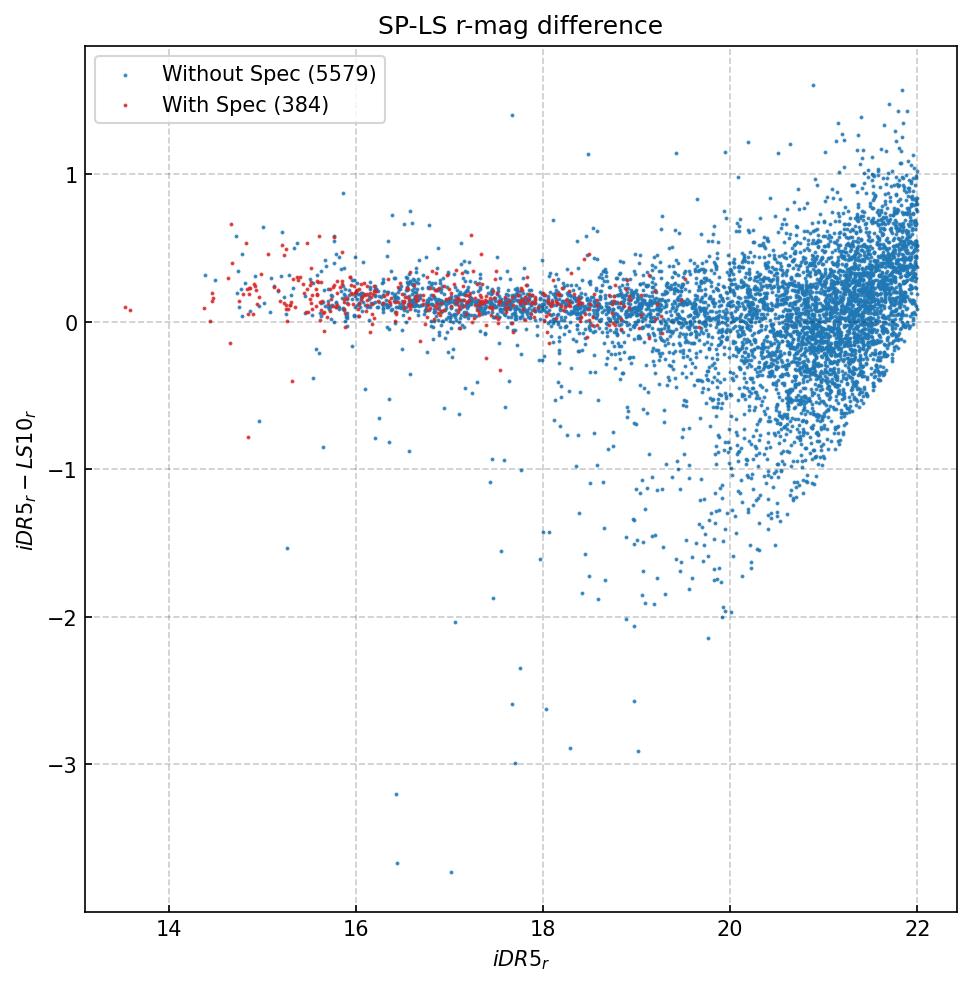 SP-LS r-mag difference
Without Spec (5579)
With Spec (384)
1
0
−1
−2
−3
iDR5r − LS10r
14 16 18 20 22
iDR5r